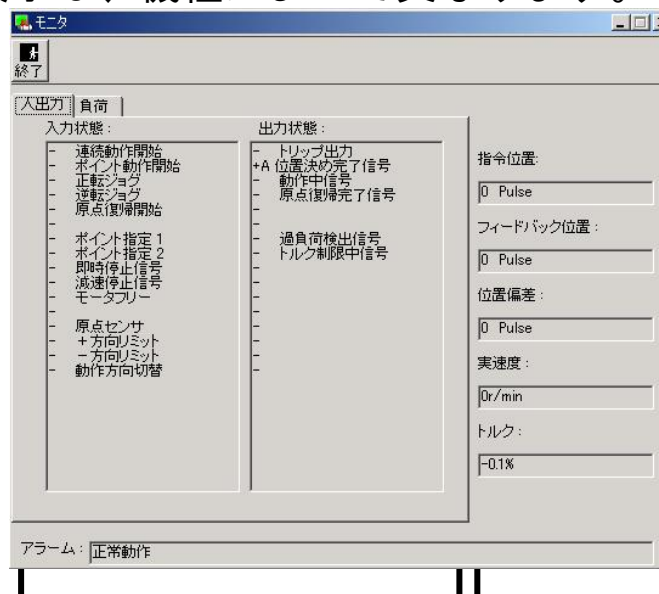 モニタ
終了
入出力 負荷
入力状態：
- 連続動作開始
- ポイント動作開始
- 正転ジョグ
- 逆転ジョグ
- 原点復帰開始
-
- ポイント指定 1
- ポイント指定 2
- 即時停止信号
- 減速停止信号
- モータフリー
-
- 原点センサ
- +方向リミット
- -方向リミット
- 動作方向切替
出力状態：
- トリップ出力
+A 位置決め完了信号
- 動作中信号
- 原点復帰完了信号
-
-
- 過負荷検出信号
- トルク制限中信号
-
-
-
-
-
-
-
-
指令位置:
0 Pulse
フィードバック位置：
0 Pulse
位置偏差：
0 Pulse
実速度：
0r/min
トルク：
-0.1%
アラーム： 正常動作